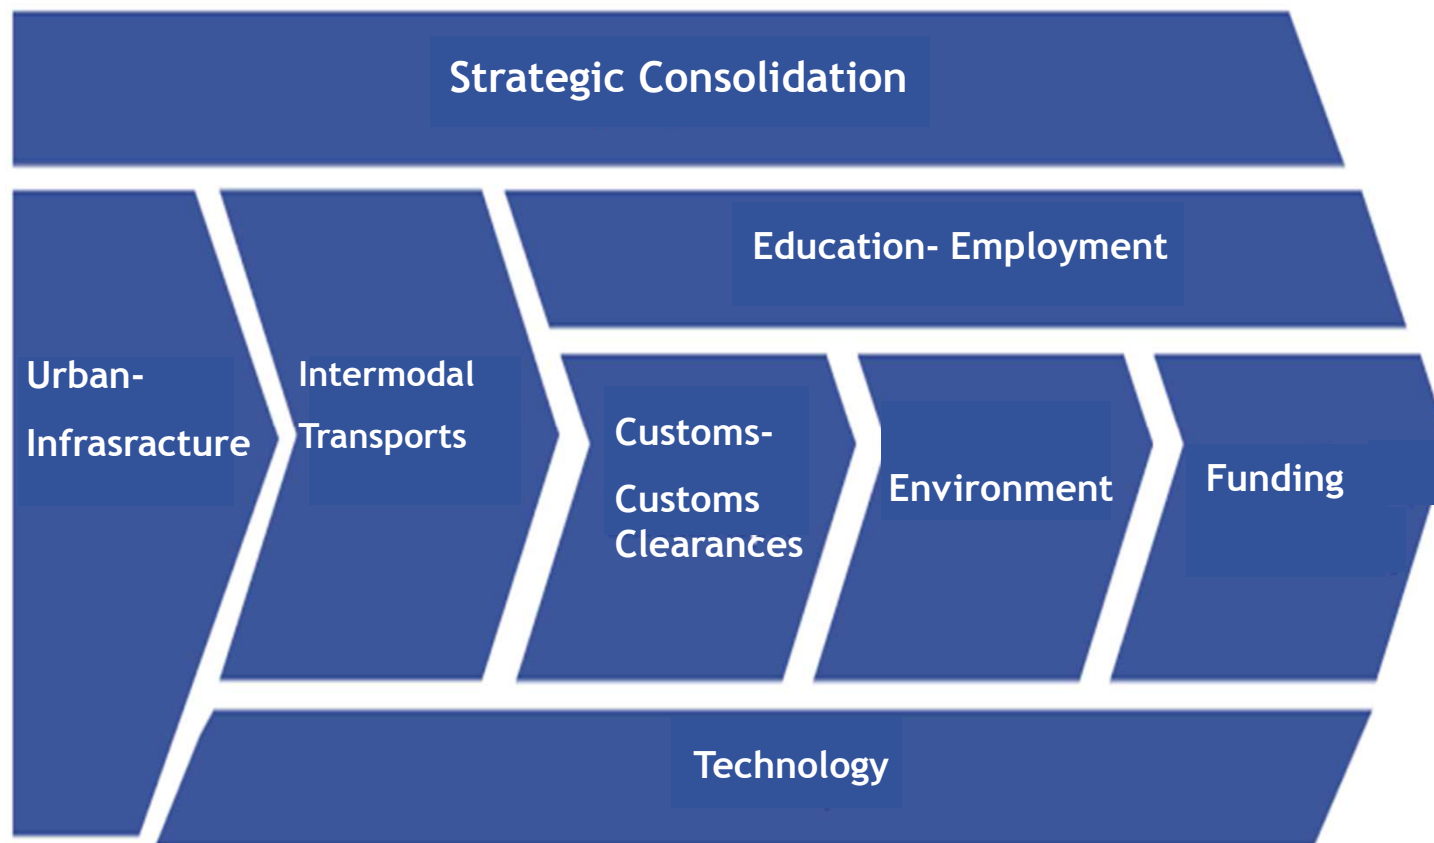 Strategic Consolidation
Education- Employment
Urban-
Infrasracture
Intermodal
Transports
Customs-
Customs
Clearances
Environment
Funding
Technology